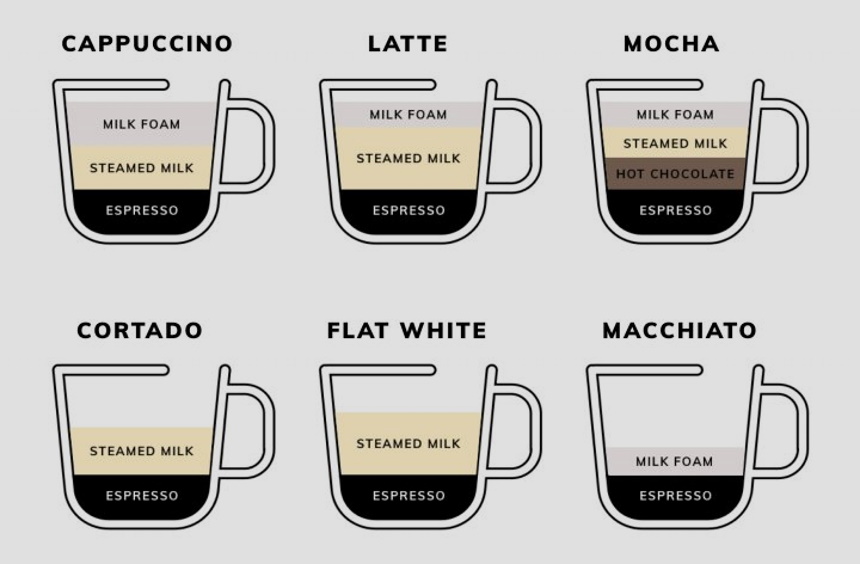 CAPPUCCINO
MILK FOAM
STEAMED MILK
ESPRESSO
LATTE
MILK FOAM
STEAMED MILK
ESPRESSO
MOCHA
MILK FOAM
STEAMED MILK
HOT CHOCOLATE
ESPRESSO
CORTADO
STEAMED MILK
ESPRESSO
FLAT WHITE
STEAMED MILK
ESPRESSO
MACCHIATO
MILK FOAM
ESPRESSO